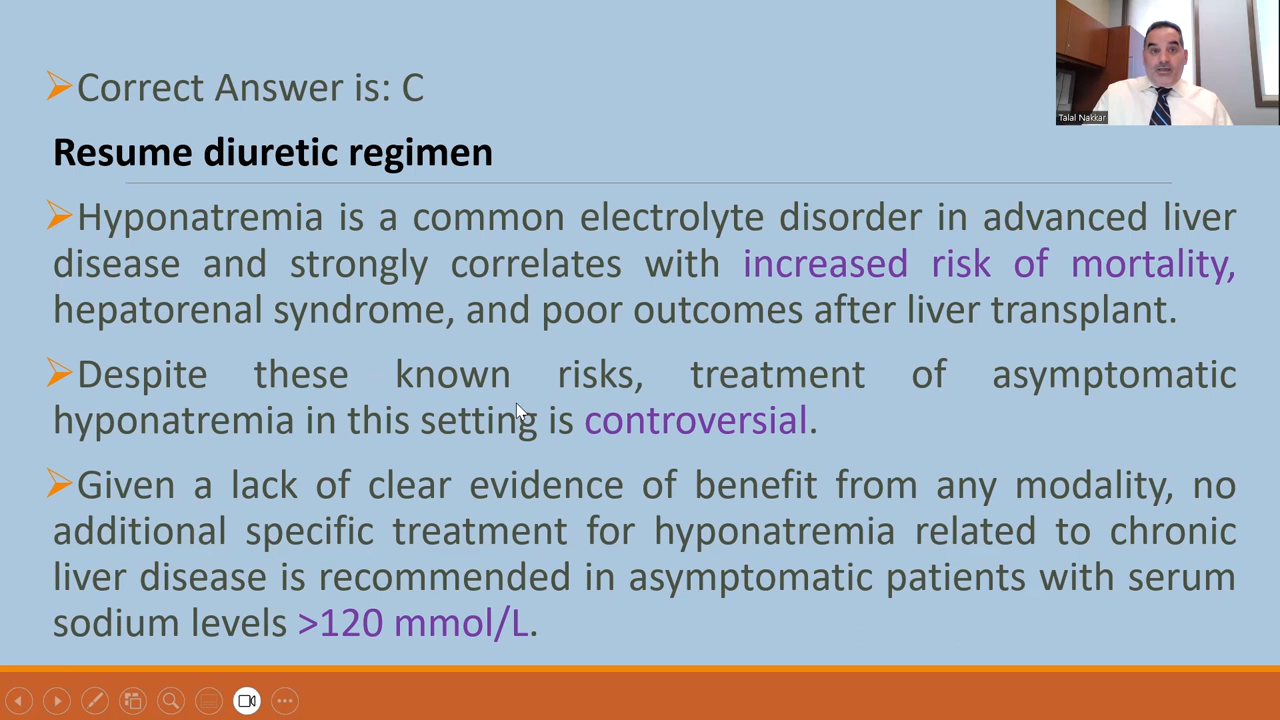 Correct Answer is: C
Talal Nakkar
Resume diuretic regimen
Hyponatremia is a common electrolyte disorder in advanced liver
disease and strongly correlates with increased risk of mortality,
hepatorenal syndrome, and poor outcomes after liver transplant.
Despite these known risks, treatment of asymptomatic
hyponatremia in this setting is controversial.
Given a lack of clear evidence of benefit from any modality, no
additional specific treatment for hyponatremia related to chronic
liver disease is recommended in asymptomatic patients with serum
sodium levels >120 mmol/L.